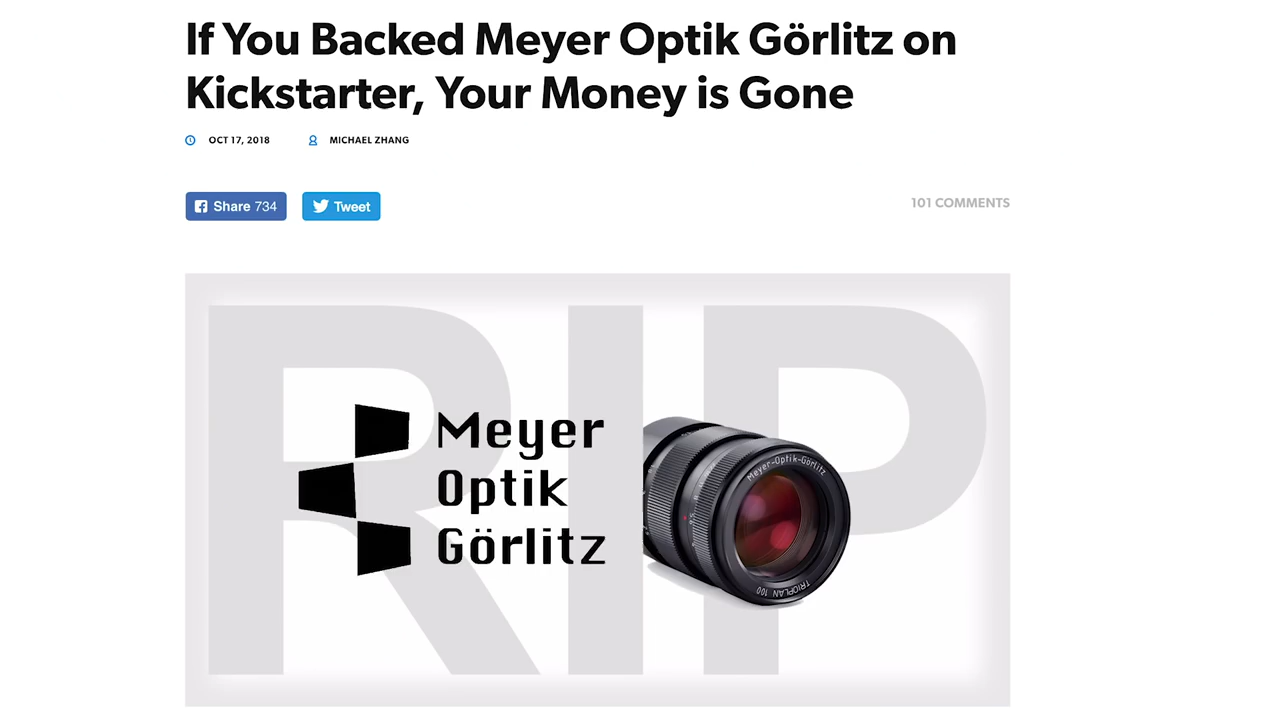 If You Backed Meyer Optik Görlitz on
Kickstarter, Your Money is Gone
OCT 17, 2018 MICHAEL ZHANG
Share 734 Tweet 101 COMMENTS
RIP
Meyer
Optik
Görlitz
Meyer-Optik-Görlitz
TRIOPLAN 100